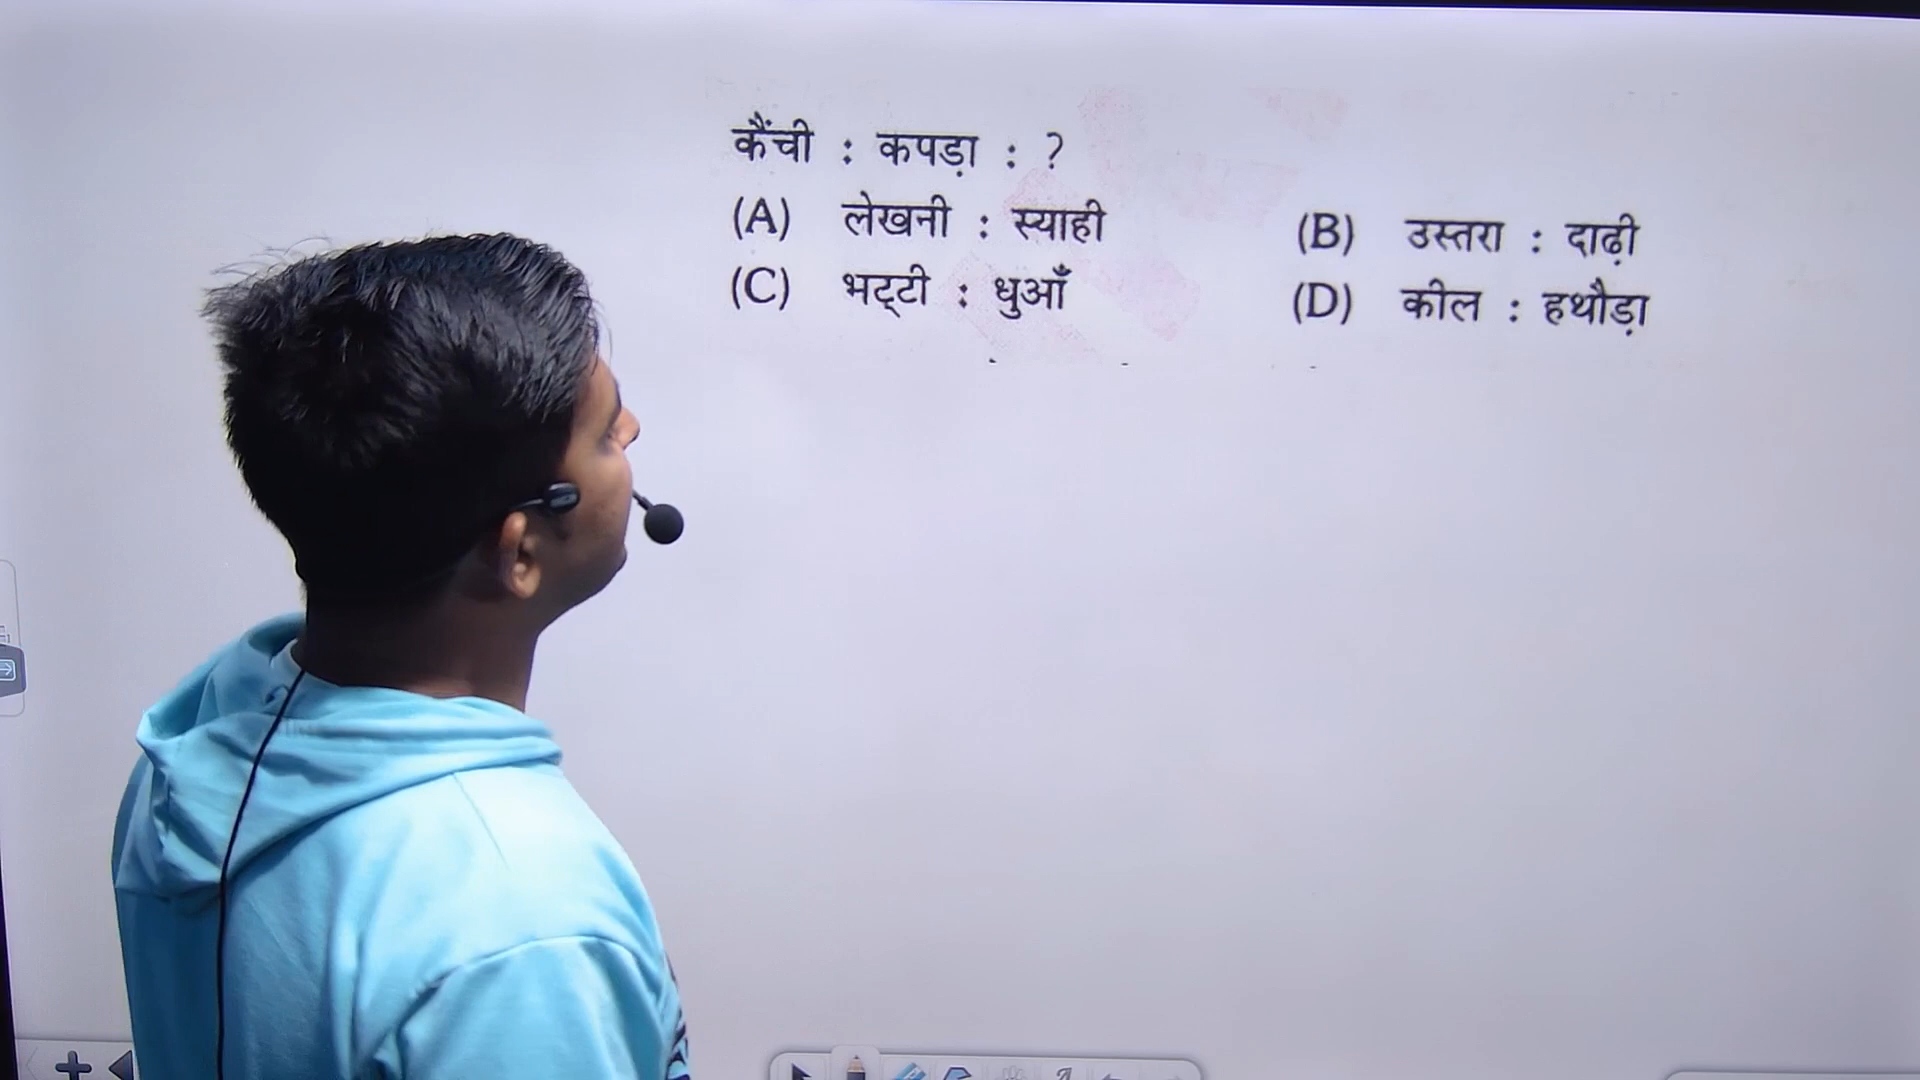 कैंची : कपड़ा : ?
(A) लेखनी : स्याही (B) उस्तरा : दाढ़ी
(C) भट्टी : धुआँ (D) कील : हथौड़ा